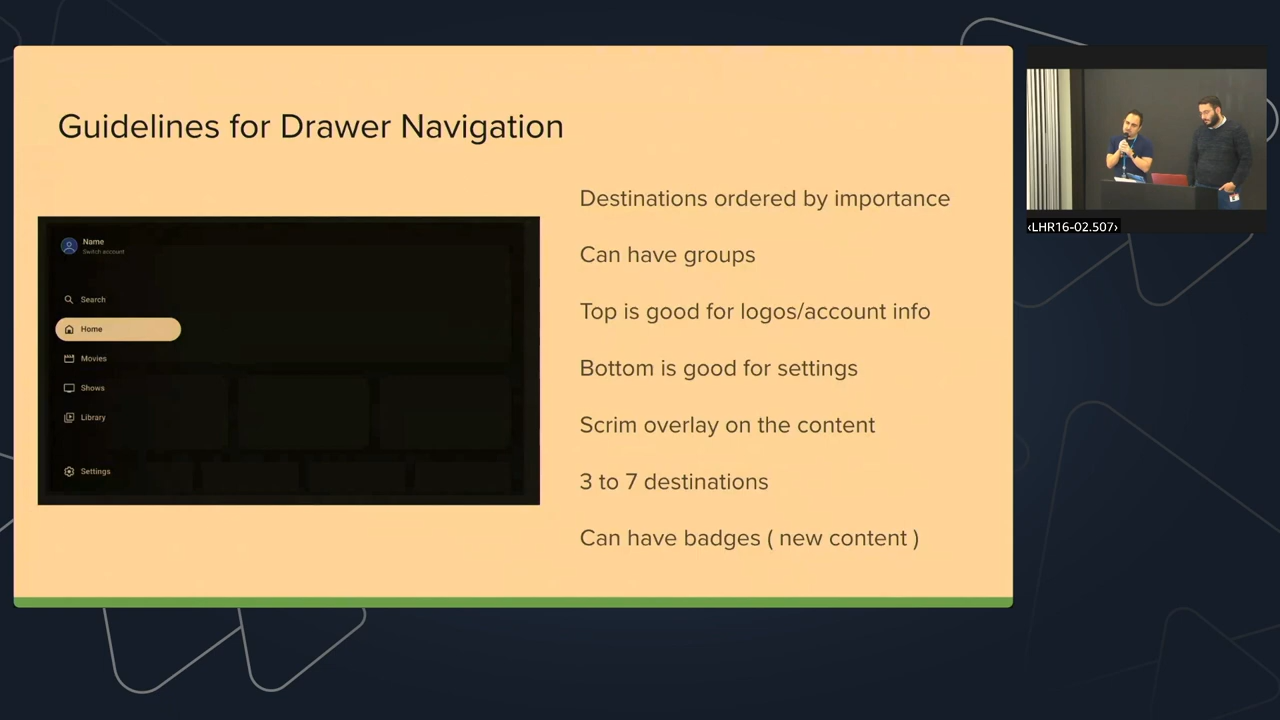 Guidelines for Drawer Navigation
Name
Switch account
Search
Home
Movies
Shows
Library
Settings
Destinations ordered by importance
Can have groups
Top is good for logos/account info
Bottom is good for settings
Scrim overlay on the content
3 to 7 destinations
Can have badges ( new content )
‹LHR16-02.507›